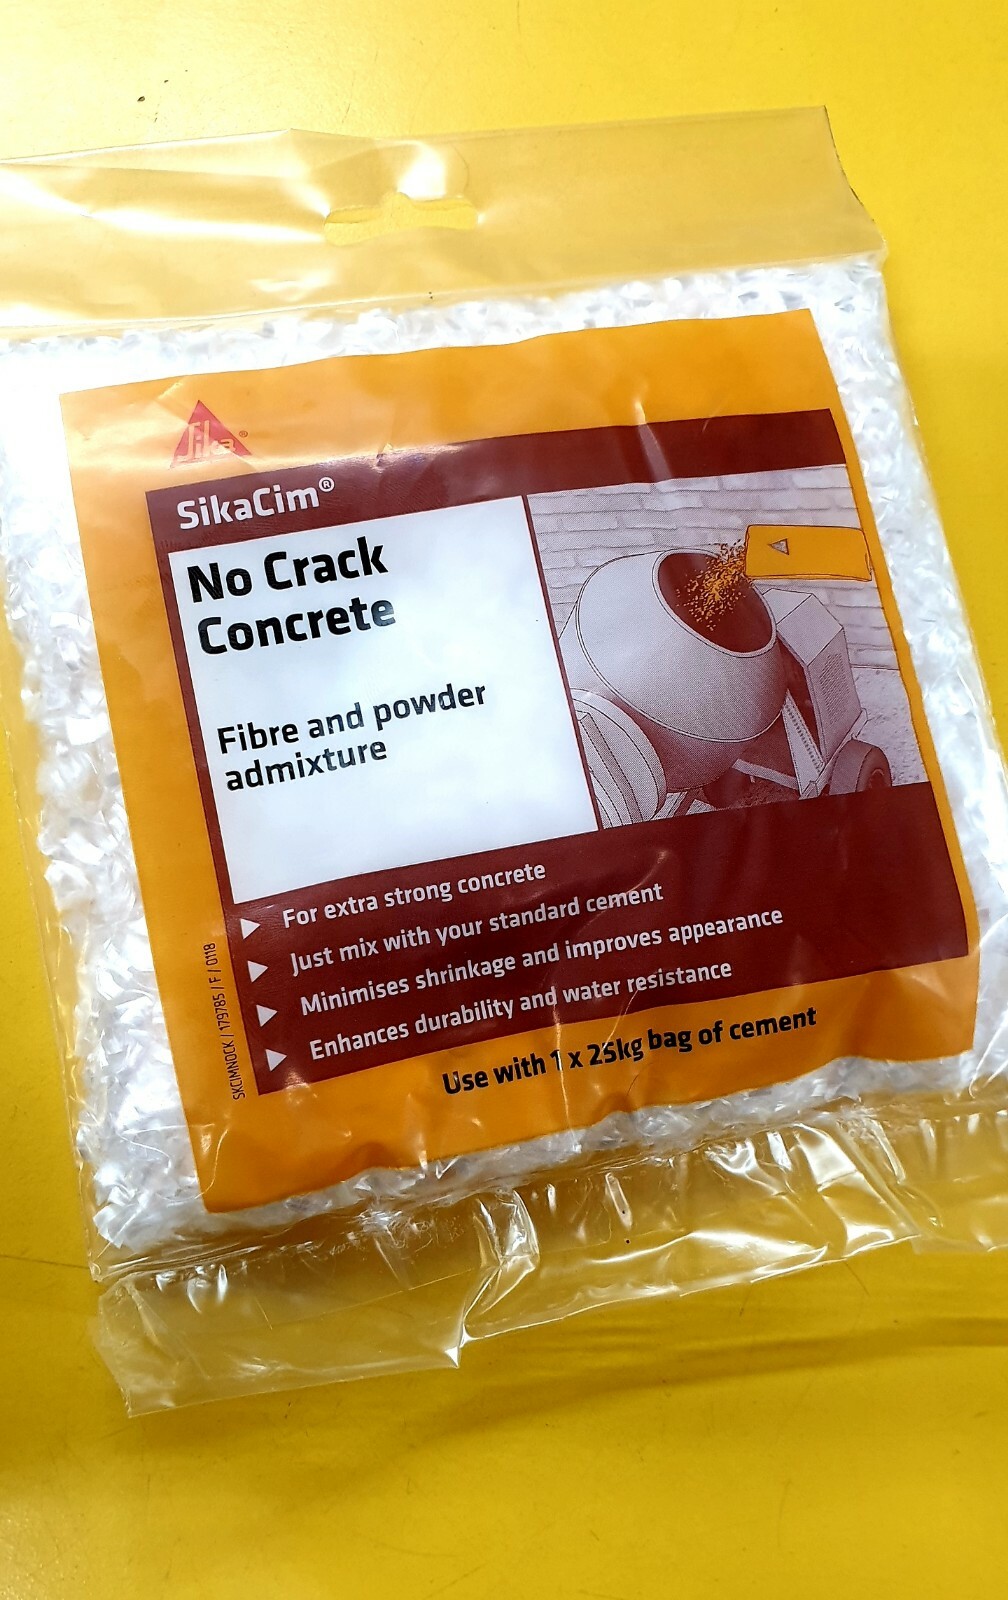 Sika®
SikaCim®
No Crack
Concrete
Fibre and powder
admixture
For extra strong concrete
Just mix with your standard cement
Minimises shrinkage and improves appearance
Enhances durability and water resistance
Use with 1 x 25kg bag of cement
SKCIMNOCK / 179785 / F / 0118